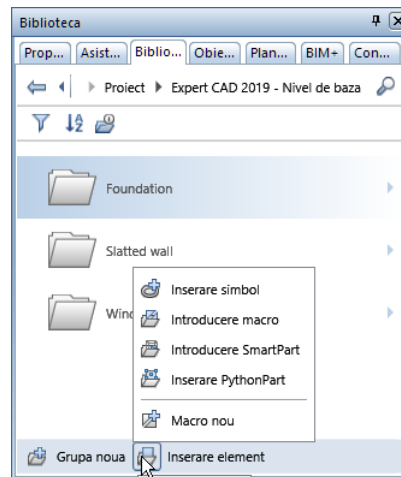 Biblioteca
Prop... Asist... Biblio... Obie... Plan... BIM+ Con...
Proiect Expert CAD 2019 - Nivel de baza
Foundation
Slatted wall
Inserare simbol
Wind
Introducere macro
Introducere SmartPart
Inserare PythonPart
Macro nou
Grupa noua Inserare element